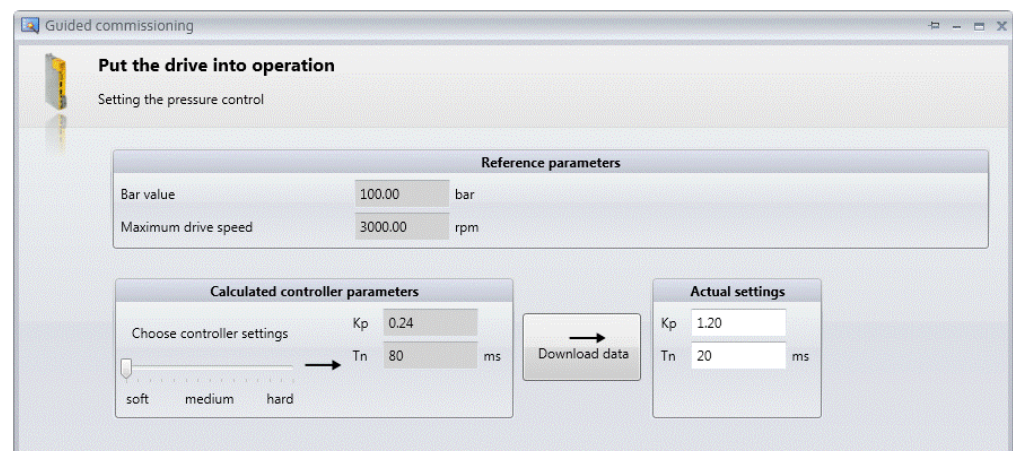 Guided commissioning
Put the drive into operation
Setting the pressure control
Reference parameters
Bar value 100.00 bar
Maximum drive speed 3000.00 rpm
Calculated controller parameters
Choose controller settings
Kp 0.24
Tn 80 ms
soft medium hard
Download data
Actual settings
Kp 1.20
Tn 20 ms